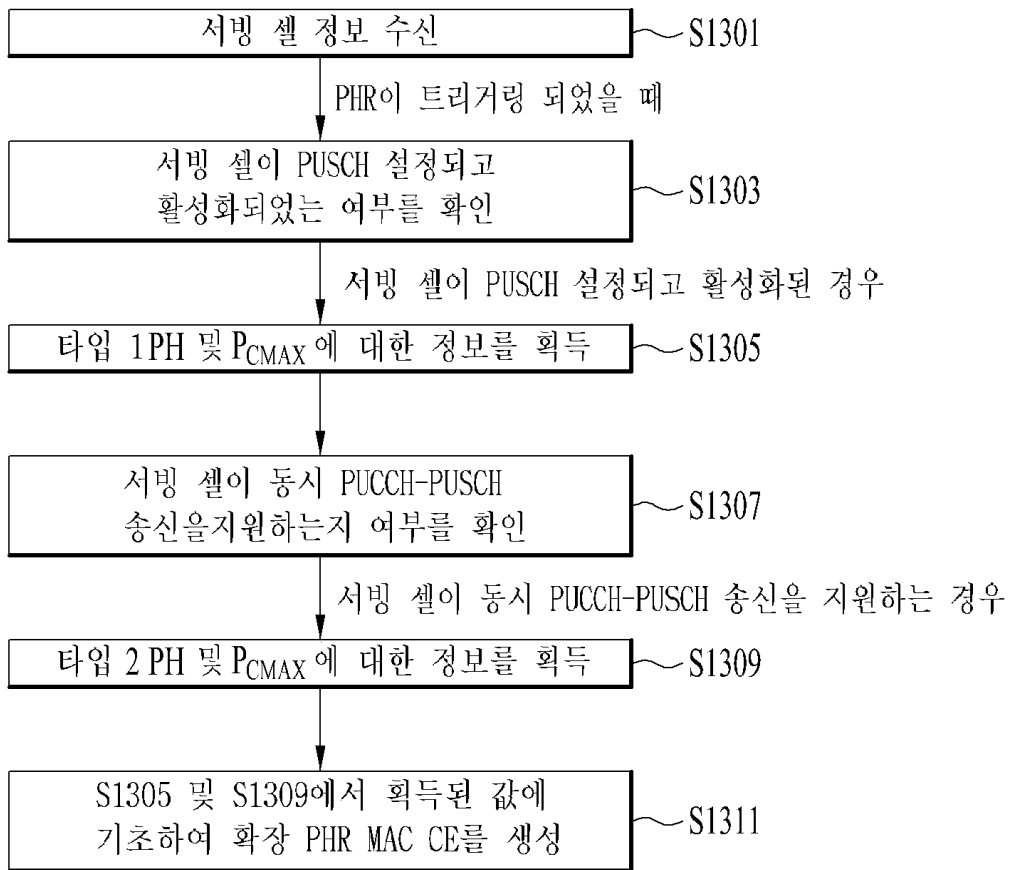 서빙 셀 정보 수신
S1301
PHR이 트리거링 되었을 때
서빙 셀이 PUSCH 설정되고
활성화되었는 여부를 확인
S1303
서빙 셀이 PUSCH 설정되고 활성화된 경우
타입 1PH 및 PCMAX에 대한 정보를 획득
S1305
서빙 셀이 동시 PUCCH-PUSCH
송신을지원하는지 여부를 확인
S1307
서빙 셀이 동시 PUCCH-PUSCH 송신을 지원하는 경우
타입 2 PH 및 PCMAX에 대한 정보를 획득
S1309
S1305 및 S1309에서 획득된 값에
기초하여 확장 PHR MAC CE를 생성
S1311